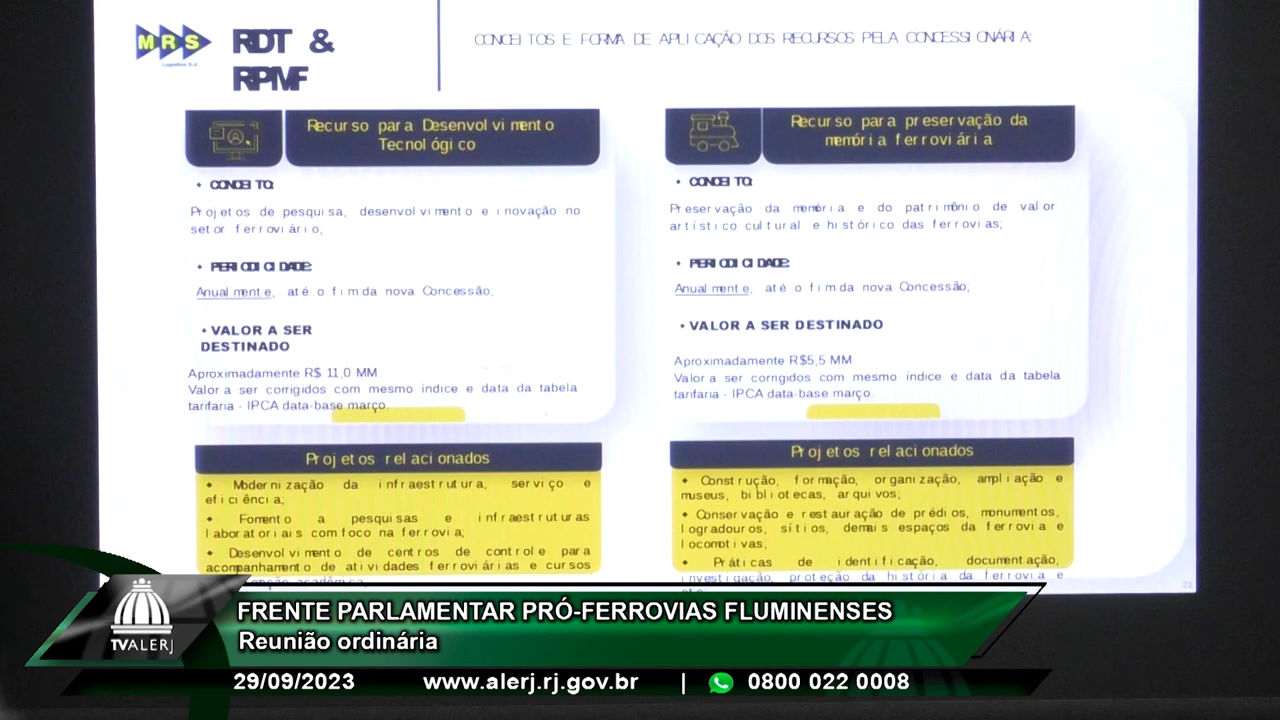 MRS
Logística S.A
RDT &
RPMF
CONCEITOS E FORMA DE APLICAÇÃO DOS RECURSOS PELA CONCESSIONÁRIA:
Recurso para Desenvolvimento
Tecnológico
• CONCEITO:
Projetos de pesquisa, desenvolvimento e inovação no
setor ferroviário;
• PERIODICIDADE:
Anualmente, até o fim da nova Concessão;
• VALOR A SER
DESTINADO
Aproximadamente R$ 11,0 MM
Valor a ser corrigidos com mesmo índice e data da tabela
tarifaria - IPCA data-base março.
Projetos relacionados
• Modernização da infraestrutura, serviço e
eficiência;
• Fomento a pesquisas e infraestruturas
laboratoriais com foco na ferrovia;
• Desenvolvimento de centros de controle para
acompanhamento de atividades ferroviárias e cursos
Recurso para preservação da
memória ferroviária
• CONCEITO:
Preservação da memória e do patrimônio de valor
artístico cultural e histórico das ferrovias;
• PERIODICIDADE:
Anualmente, até o fim da nova Concessão;
• VALOR A SER DESTINADO
Aproximadamente R$5,5 MM
Valor a ser corrigidos com mesmo índice e data da tabela
tarifaria - IPCA data-base março.
Projetos relacionados
• Construção, formação, organização, ampliação e
museus, bibliotecas, arquivos;
• Conservação e restauração de prédios, monumentos,
logradouros, sítios, demais espaços da ferrovia e
locomotivas;
• Práticas de identificação, documentação,
investigação, proteção da história da ferrovia e
21
TVALERJ
FRENTE PARLAMENTAR PRÓ-FERROVIAS FLUMINENSES
Reunião ordinária
29/09/2023 www.alerj.rj.gov.br | 0800 022 0008